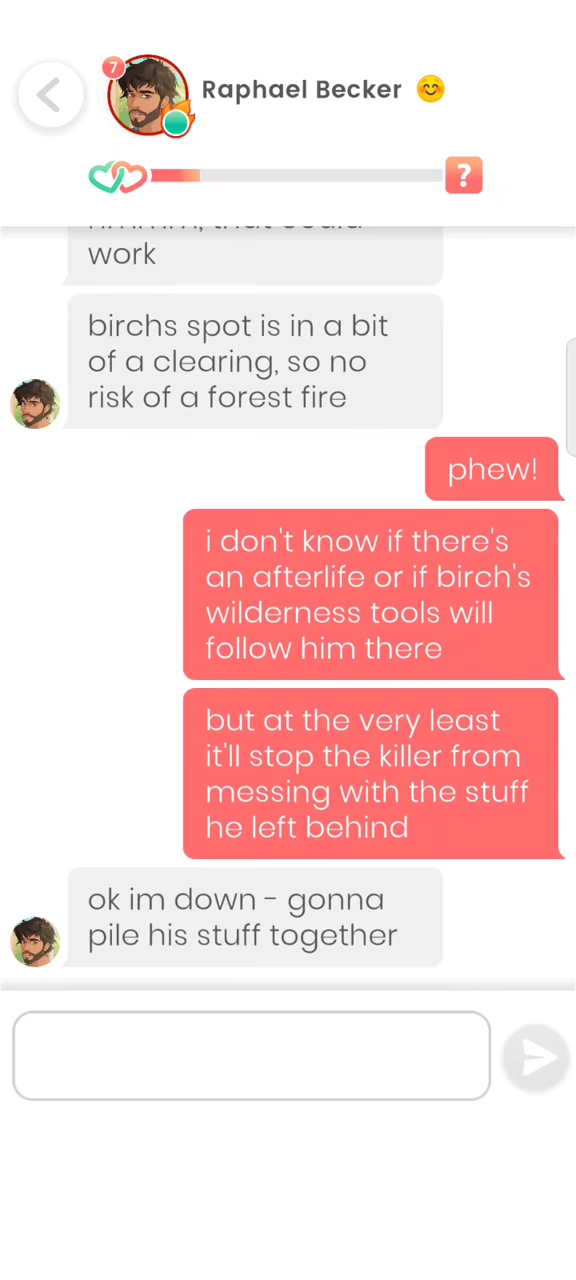 7
Raphael Becker
?
work
birchs spot is in a bit
of a clearing, so no
risk of a forest fire
phew!
i don't know if there's
an afterlife or if birch's
wilderness tools will
follow him there
but at the very least
it'll stop the killer from
messing with the stuff
he left behind
ok im down - gonna
pile his stuff together